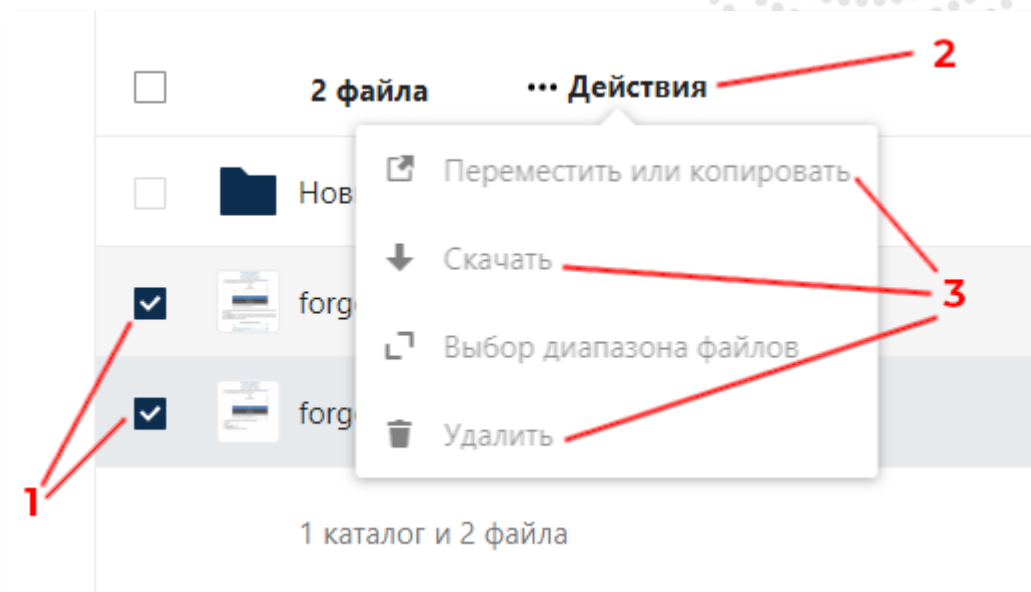 2
2 файла ••• Действия
Переместить или копировать
Нов
Скачать
forg
3
Выбор диапазона файлов
forg
Удалить
1
1 каталог и 2 файла